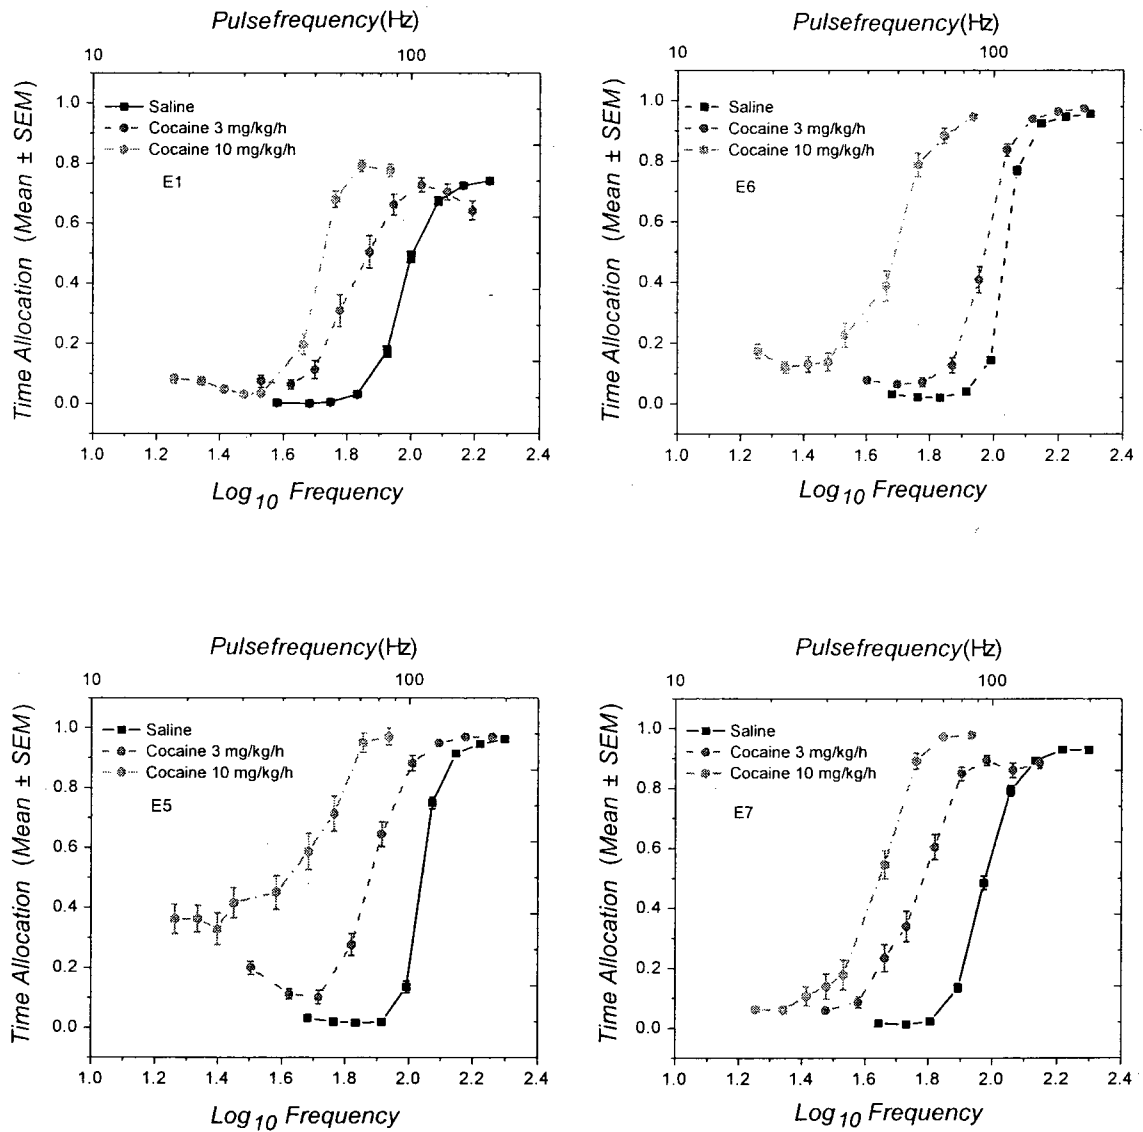 Pulsefrequency(Hz)
10 100
Time Allocation (Mean ± SEM)
1.0
0.8
0.6
0.4
0.2
0.0
Saline
Cocaine 3 mg/kg/h
Cocaine 10 mg/kg/h
E1
1.0 1.2 1.4 1.6 1.8 2.0 2.2 2.4
Log10 Frequency
Pulsefrequency(Hz)
10 100
Time Allocation (Mean ± SEM)
1.0
0.8
0.6
0.4
0.2
0.0
Saline
Cocaine 3 mg/kg/h
Cocaine 10 mg/kg/h
E6
1.0 1.2 1.4 1.6 1.8 2.0 2.2 2.4
Log10 Frequency
Pulsefrequency(Hz)
10 100
Time Allocation (Mean ± SEM)
1.0
0.8
0.6
0.4
0.2
0.0
Saline
Cocaine 3 mg/kg/h
Cocaine 10 mg/kg/h
E5
1.0 1.2 1.4 1.6 1.8 2.0 2.2 2.4
Log10 Frequency
Pulsefrequency(Hz)
10 100
Time Allocation (Mean ± SEM)
1.0
0.8
0.6
0.4
0.2
0.0
Saline
Cocaine 3 mg/kg/h
Cocaine 10 mg/kg/h
E7
1.0 1.2 1.4 1.6 1.8 2.0 2.2 2.4
Log10 Frequency